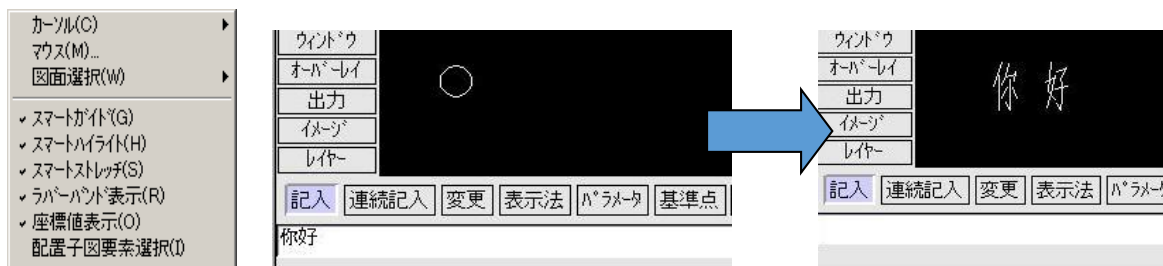 カーソル(C)
マウス(M)...
図面選択(W)
スマートガイド(G)
スマートハイライト(H)
スマートストレッチ(S)
ラバーバンド表示(R)
座標値表示(O)
配置子図要素選択(I)
ウィンドウ
オーバーレイ
出力
イメージ
レイヤー
記入 連続記入 変更 表示法 パラメータ 基準点
你好
ウィンドウ
オーバーレイ
出力
イメージ
レイヤー
你 好
記入 連続記入 変更 表示法 パラメータ